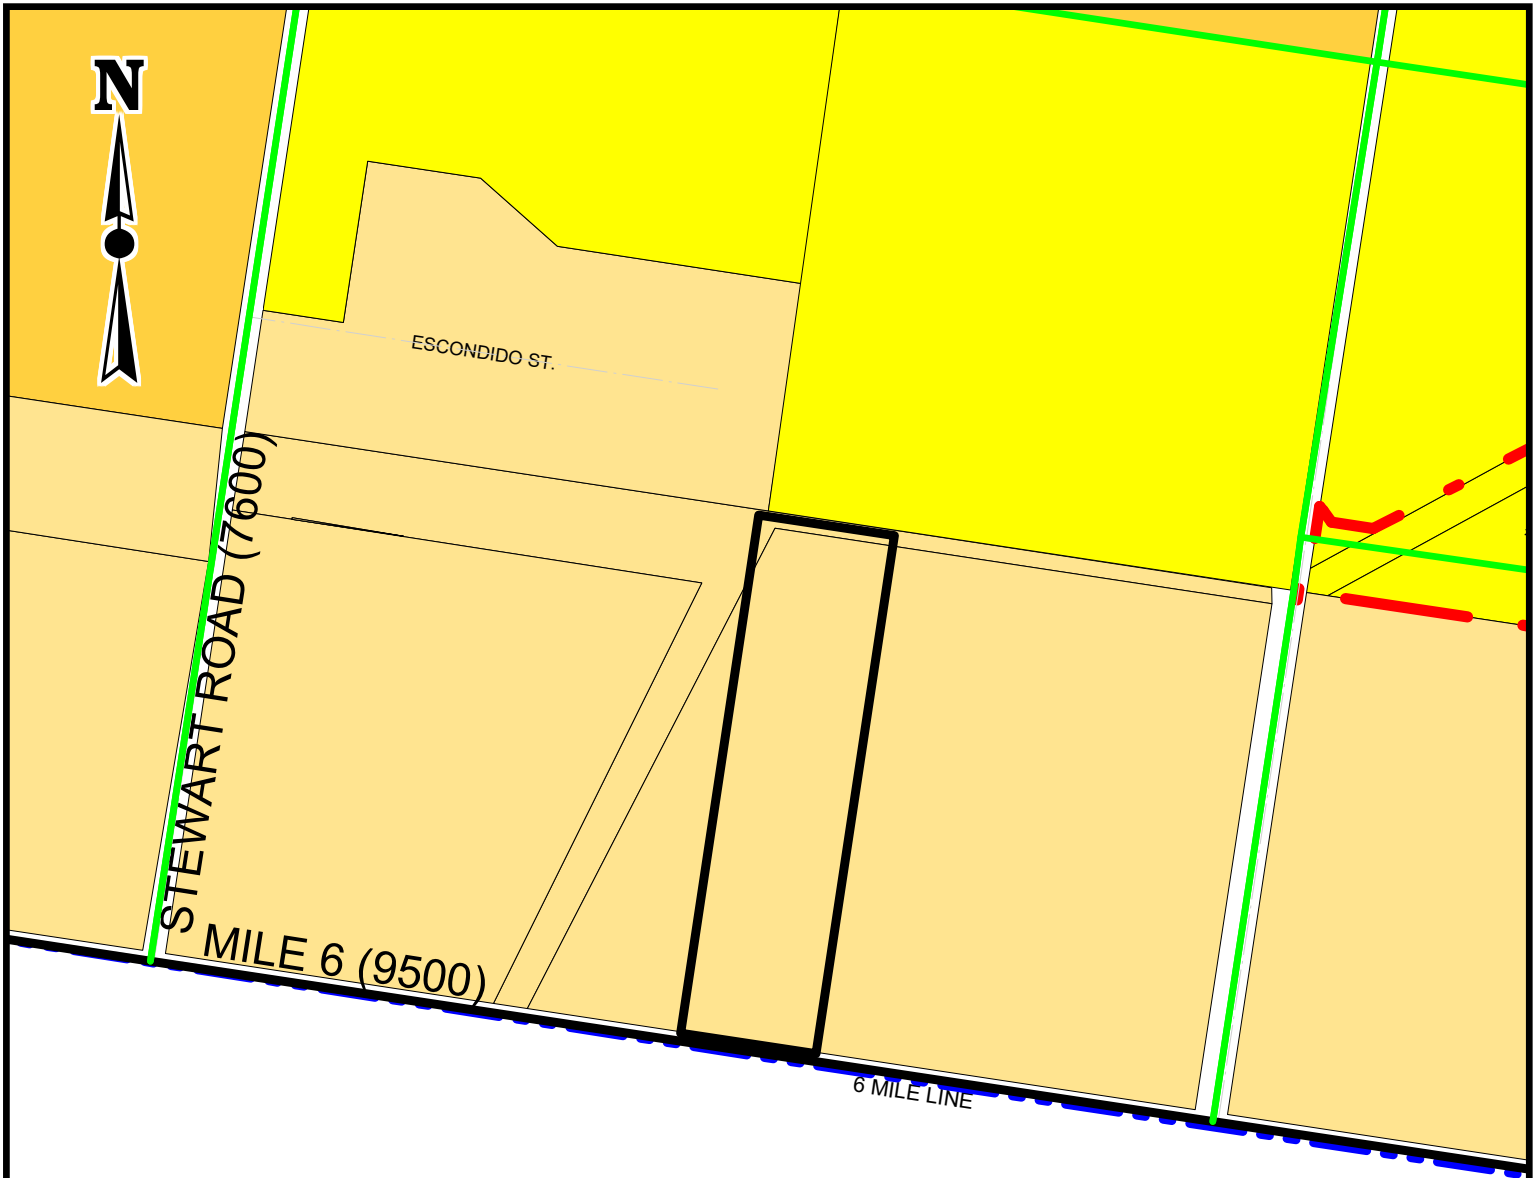 N
ESCONDIDO ST.
STEWART ROAD (7600)
MILE 6 (9500)
6 MILE LINE